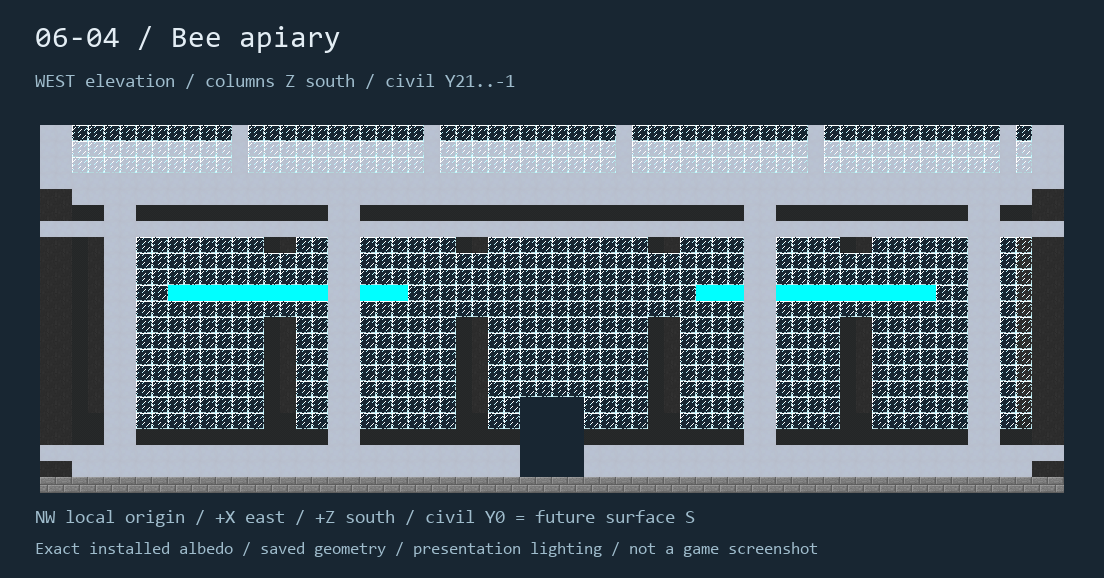 06-04 / Bee apiary
WEST elevation / columns Z south / civil Y21..-1
NW local origin / +X east / +Z south / civil Y0 = future surface S
Exact installed albedo / saved geometry / presentation lighting / not a game screenshot